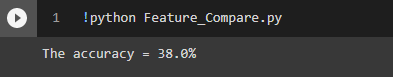 1 !python Feature_Compare.py
The accuracy = 38.0%